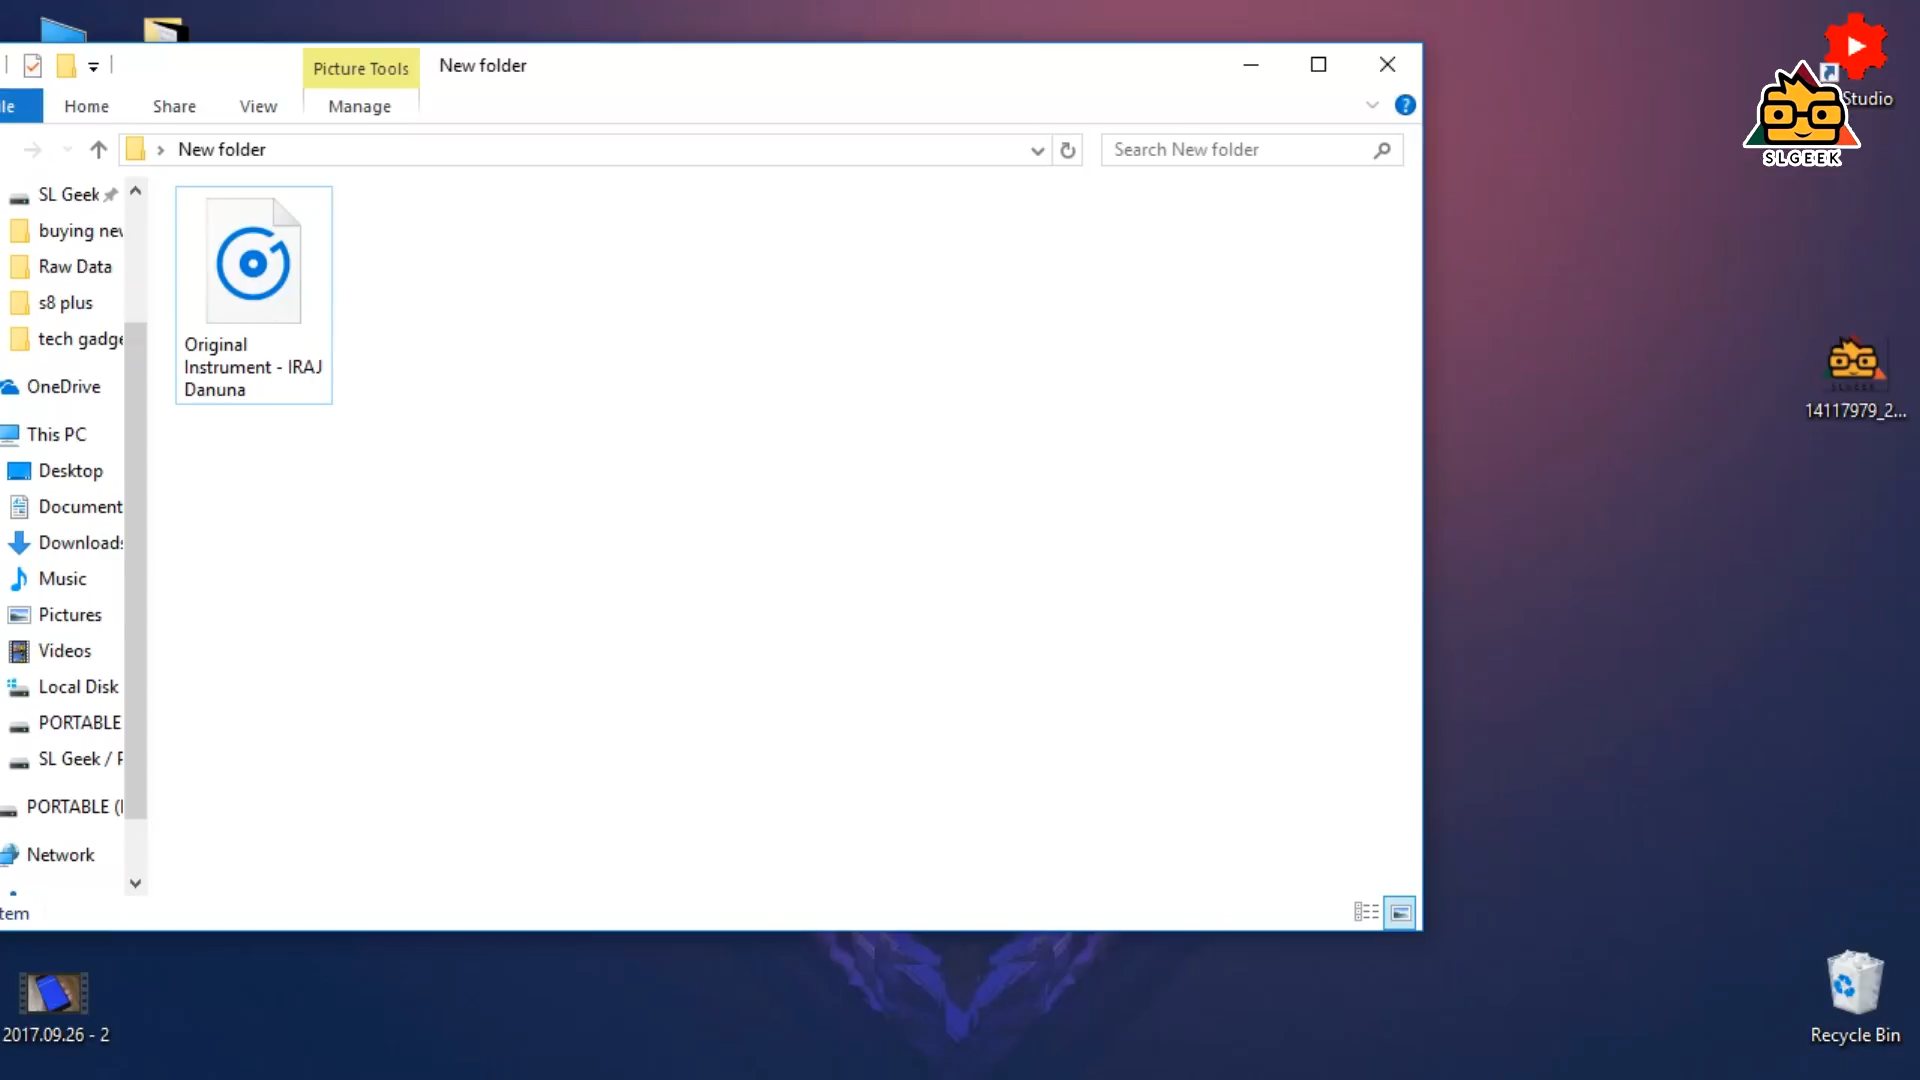 Picture Tools
New folder
ile
Home
Share
View
Manage
Studio
New folder
Search New folder
SLGEEK
SL Geek
buying nev
Raw Data
s8 plus
tech gadge
OneDrive
This PC
Desktop
Document
Downloads
Music
Pictures
Videos
Local Disk
PORTABLE
SL Geek / P
PORTABLE (
Network
tem
Original
Instrument - IRAJ
Danuna
14117979_2...
2017.09.26 - 2
Recycle Bin